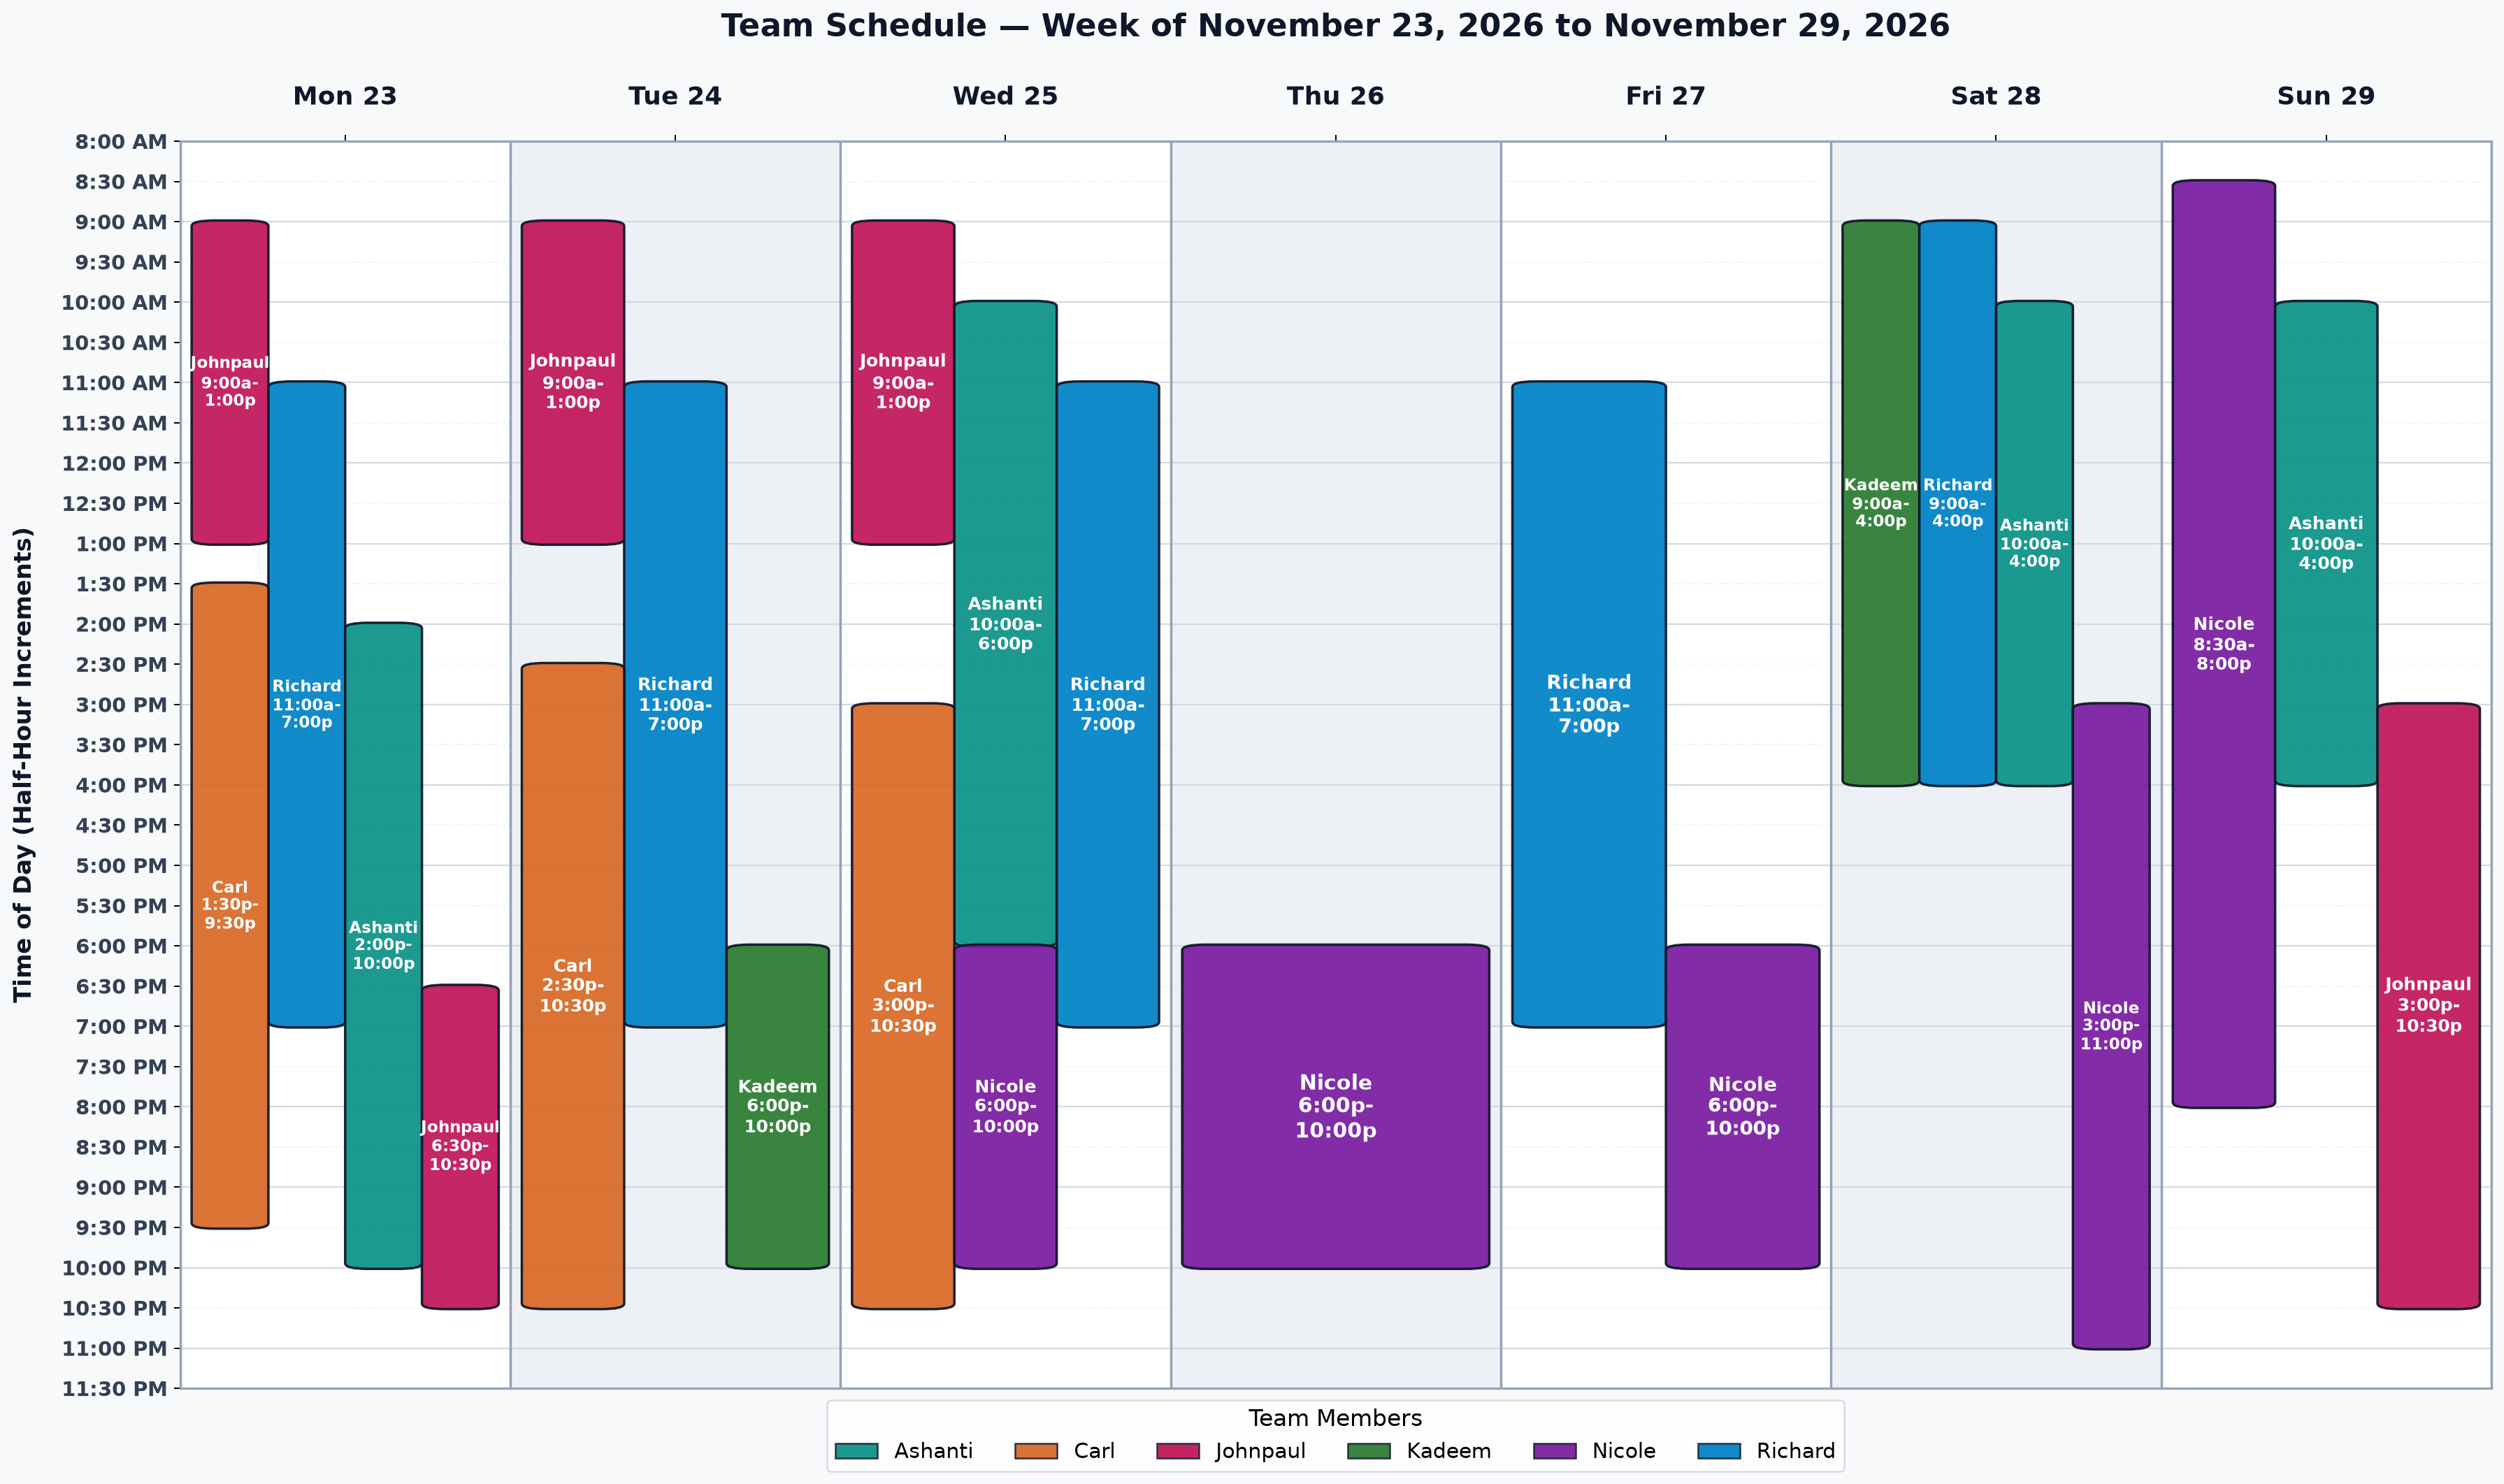 Team Schedule — Week of November 23, 2026 to November 29, 2026
Mon 23
Tue 24
Wed 25
Thu 26
Fri 27
Sat 28
Sun 29
Time of Day (Half-Hour Increments)
8:00 AM
8:30 AM
9:00 AM
9:30 AM
10:00 AM
10:30 AM
11:00 AM
11:30 AM
12:00 PM
12:30 PM
1:00 PM
1:30 PM
2:00 PM
2:30 PM
3:00 PM
3:30 PM
4:00 PM
4:30 PM
5:00 PM
5:30 PM
6:00 PM
6:30 PM
7:00 PM
7:30 PM
8:00 PM
8:30 PM
9:00 PM
9:30 PM
10:00 PM
10:30 PM
11:00 PM
11:30 PM
Johnpaul
9:00a-
1:00p
Carl
1:30p-
9:30p
Richard
11:00a-
7:00p
Ashanti
2:00p-
10:00p
Johnpaul
6:30p-
10:30p
Johnpaul
9:00a-
1:00p
Carl
2:30p-
10:30p
Richard
11:00a-
7:00p
Kadeem
6:00p-
10:00p
Johnpaul
9:00a-
1:00p
Carl
3:00p-
10:30p
Ashanti
10:00a-
6:00p
Nicole
6:00p-
10:00p
Richard
11:00a-
7:00p
Nicole
6:00p-
10:00p
Richard
11:00a-
7:00p
Nicole
6:00p-
10:00p
Kadeem
9:00a-
4:00p
Richard
9:00a-
4:00p
Ashanti
10:00a-
4:00p
Nicole
3:00p-
11:00p
Nicole
8:30a-
8:00p
Ashanti
10:00a-
4:00p
Johnpaul
3:00p-
10:30p
Team Members
Ashanti
Carl
Johnpaul
Kadeem
Nicole
Richard